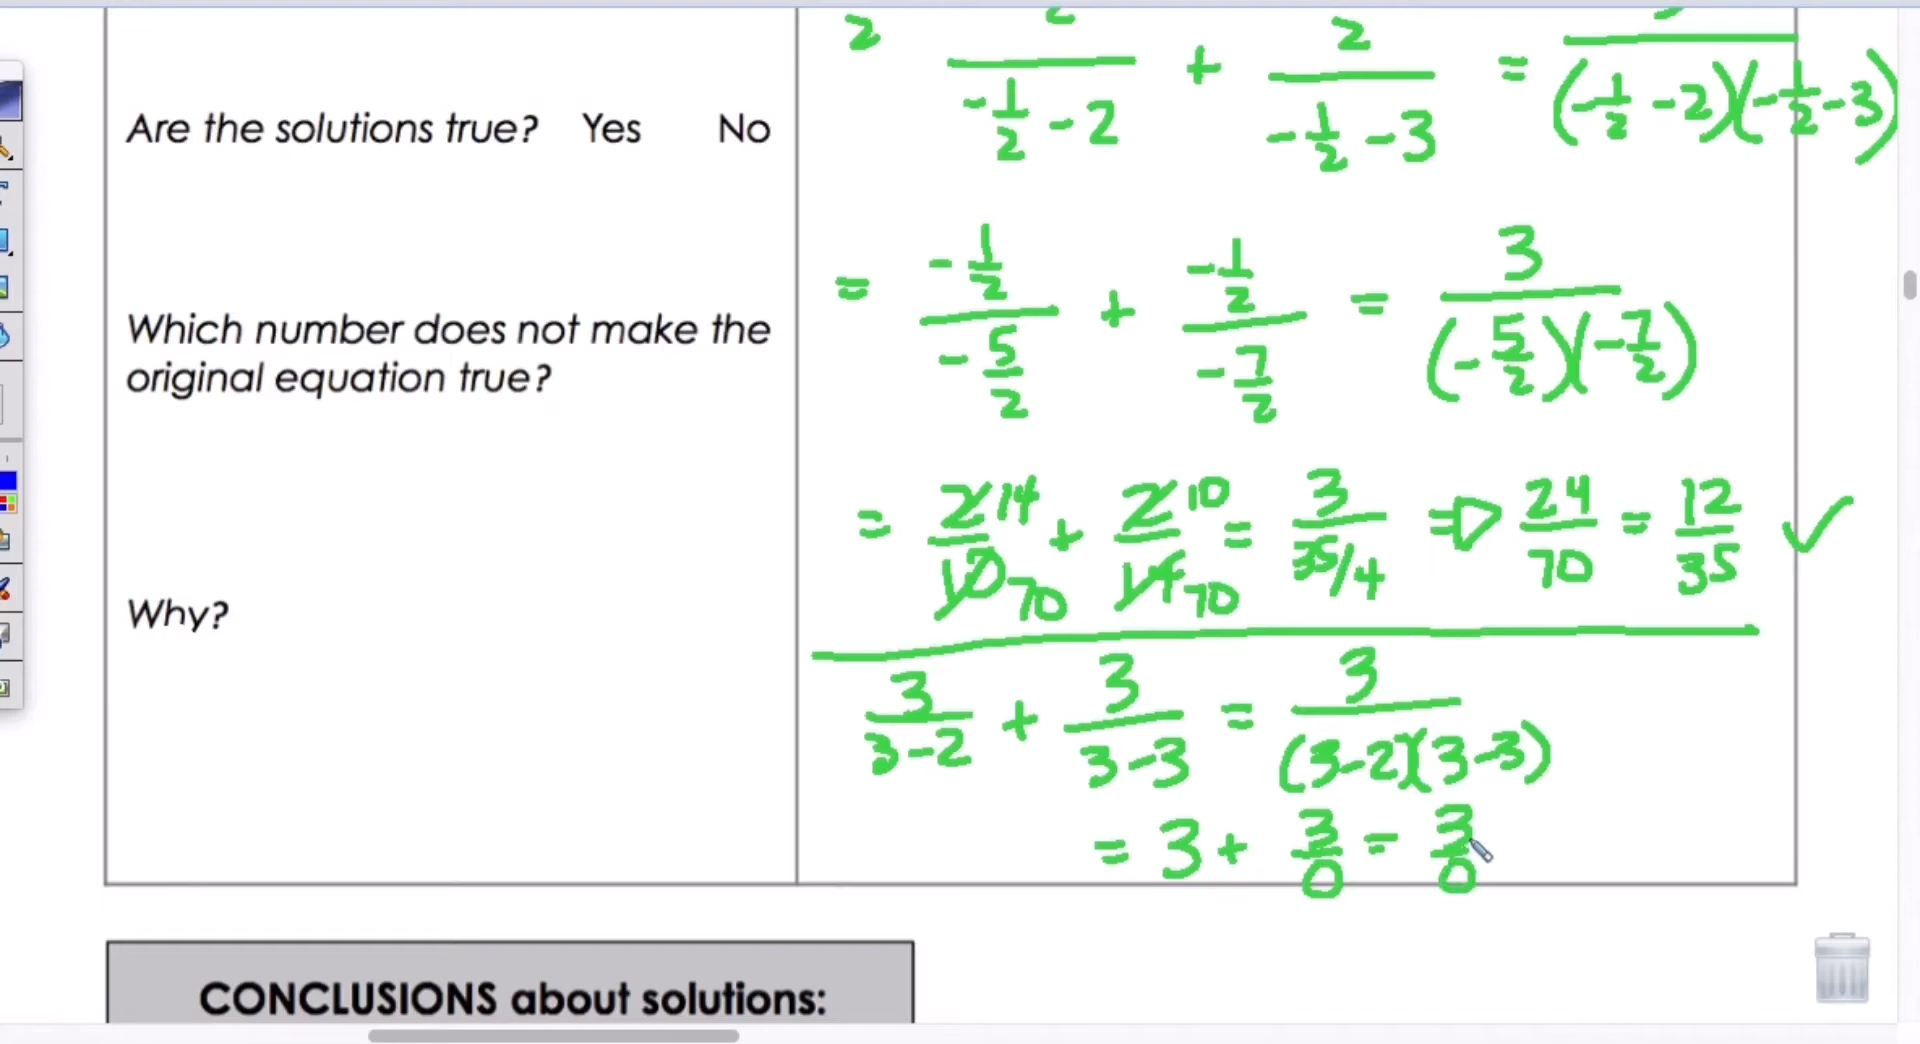 Are the solutions true? Yes No
Which number does not make the
original equation true?
Why?
2
/(-1/2 - 2) + 2/(-1/2 - 3) = /((-1/2 - 2)(-1/2 - 3))
= (-1/2)/(-5/2) + (-1/2)/(-7/2) = 3/((-5/2)(-7/2))
= 2/10 14/70 + 2/14 10/70 = 3/(35/4) ⇒ 24/70 = 12/35 ✓
3/(3-2) + 3/(3-3) = 3/((3-2)(3-3))
= 3 + 3/0 = 3/0
CONCLUSIONS about solutions: